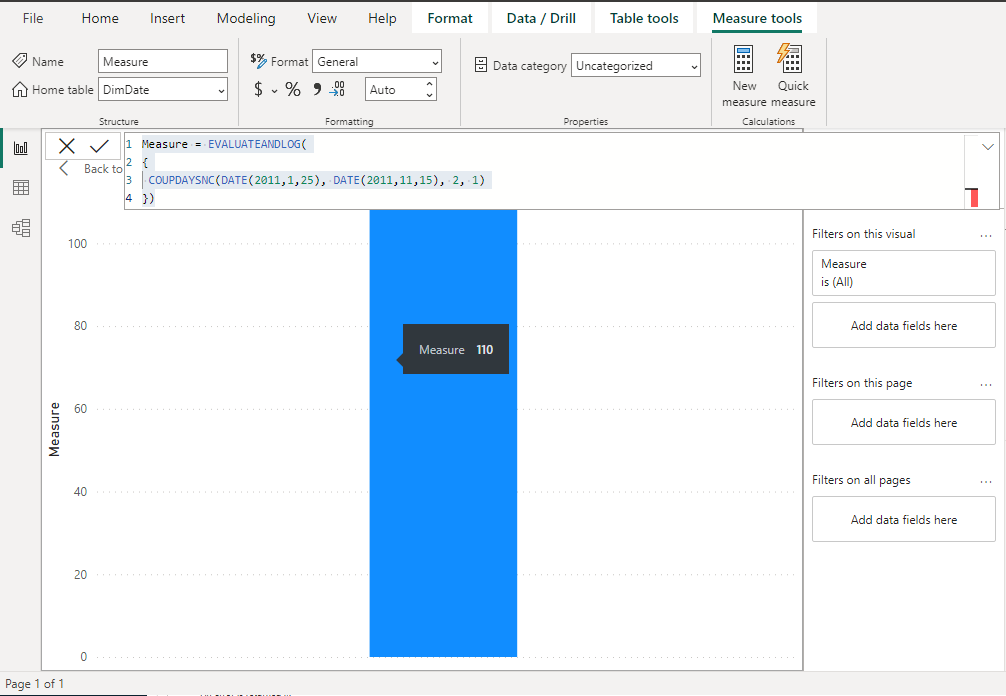 File Home Insert Modeling View Help Format Data / Drill Table tools Measure tools
Name Measure
Home table DimDate
Structure
$% Format General
$ % 9 .00 Auto
Formatting
Data category Uncategorized
Properties
New measure
Quick measure
Calculations
Back to
1 Measure = EVALUATEANDLOG(
2 {
3 COUPDAYSNC(DATE(2011,1,25), DATE(2011,11,15), 2, 1)
4 })
100
80
60
40
20
0
Measure
Measure 110
Filters on this visual ...
Measure
is (All)
Add data fields here
Filters on this page ...
Add data fields here
Filters on all pages ...
Add data fields here
Page 1 of 1